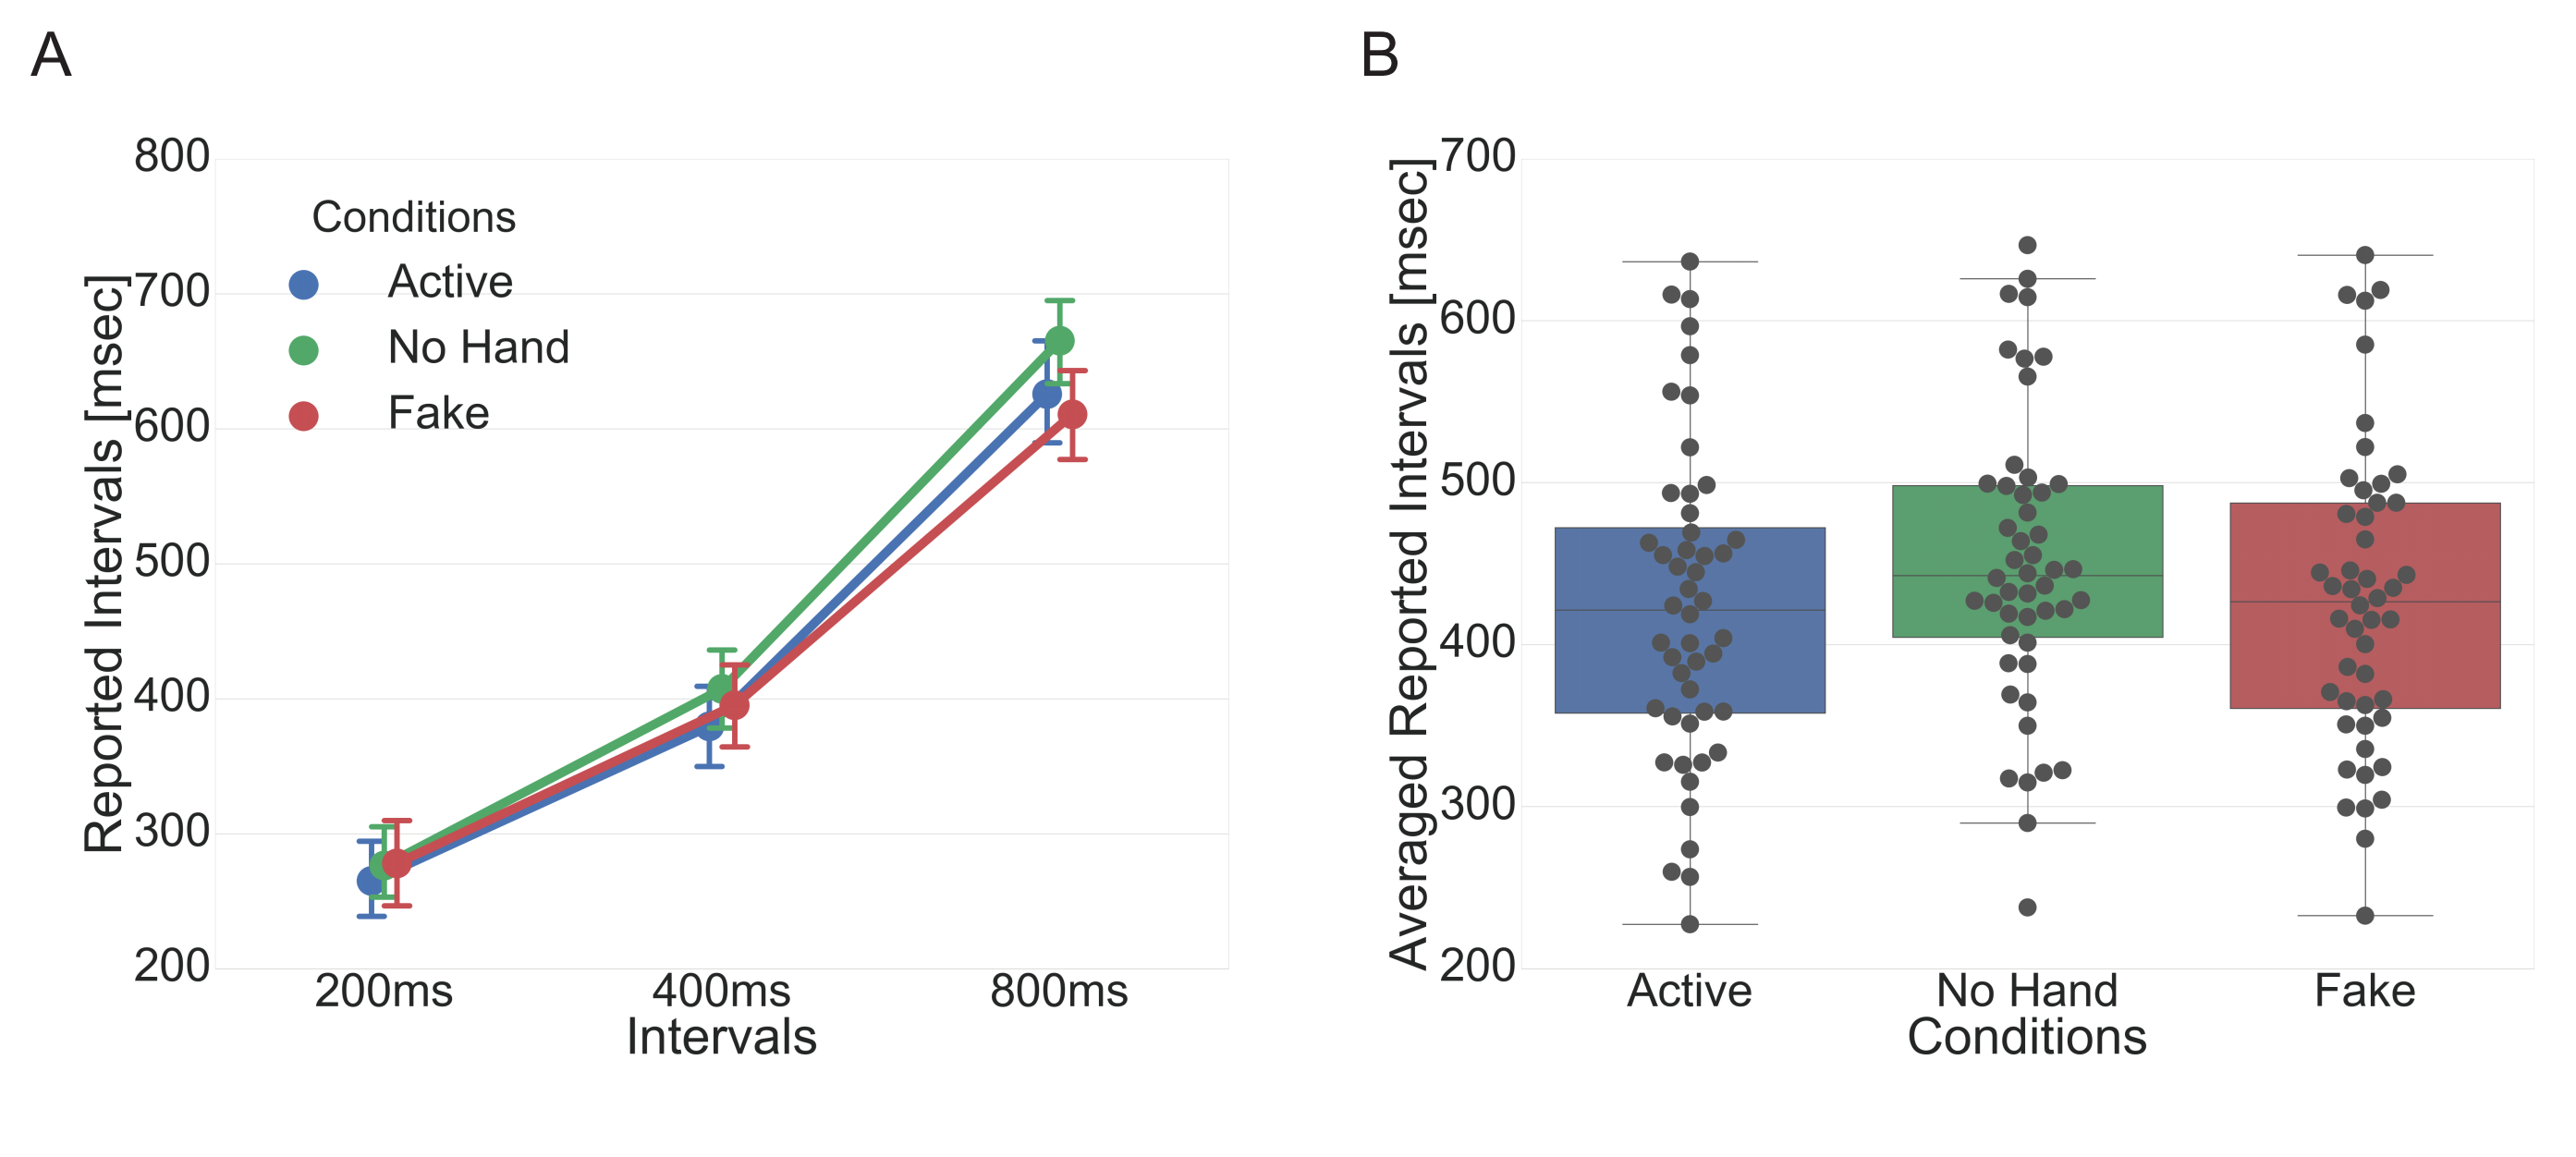 A
Reported Intervals [msec]
800
700
600
500
400
300
200
Conditions
Active
No Hand
Fake
200ms
400ms
800ms
Intervals
B
Averaged Reported Intervals [msec]
700
600
500
400
300
200
Active
No Hand
Fake
Conditions